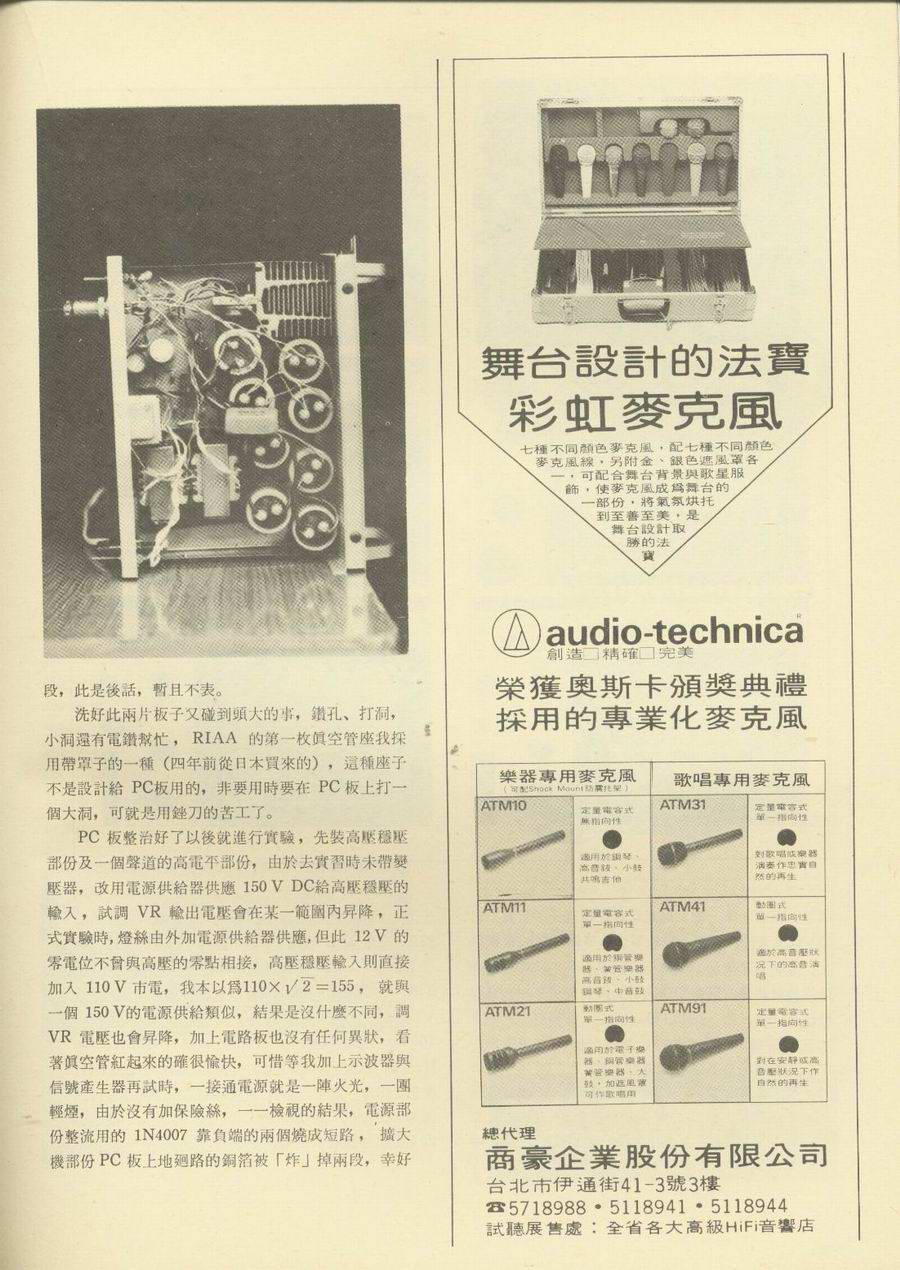 段，此是後話，暫且不表。
洗好此兩片板子又碰到頭大的事，鑽孔、打洞，
小洞還有電鑽幫忙，RIAA 的第一枚眞空管座我採
用帶罩子的一種（四年前從日本買來的），這種座子
不是設計給 PC板用的，非要用時要在 PC 板上打一
個大洞，可就是用銼刀的苦工了。
PC 板整治好了以後就進行實驗，先裝高壓穩壓
部份及一個聲道的高電平部份，由於去實習時未帶變
壓器，改用電源供給器供應 150 V DC給高壓穩壓的
輸入，試調 VR 輸出電壓會在某一範圍內昇降，正
式實驗時,燈絲由外加電源供給器供應,但此 12 V 的
零電位不曾與高壓的零點相接，高壓穩壓輸入則直接
加入 110 V 市電，我本以爲110×√2＝155，就與
一個 150 V的電源供給類似，結果是沒什麼不同，調
VR 電壓也會昇降，加上電路板也沒有任何異狀，看
著眞空管紅起來的確很愉快，可惜等我加上示波器與
信號產生器再試時，一接通電源就是一陣火光，一團
輕煙，由於沒有加保險絲，一一檢視的結果，電源部
份整流用的 1N4007 靠負端的兩個燒成短路，擴大
機部份 PC 板上地廻路的銅箔被「炸」掉兩段，幸好
舞台設計的法寶
彩虹麥克風
七種不同顏色麥克風，配七種不同顏色
麥克風線，另附金、銀色遮風罩各
一，可配合舞台背景與歌星服
飾，使麥克風成爲舞台的
一部份，將氣氛烘托
到至善至美，是
舞台設計取
勝的法
寶
audio-technica®
創造□精確□完美
榮獲奧斯卡頒獎典禮
採用的專業化麥克風
樂器專用麥克風
（可配Shock Mount防震托架）
歌唱專用麥克風
ATM10
定量電容式
無指向性
適用於鋼琴、
高音鈸、小鼓
共鳴吉他
ATM31
定量電容式
單一指向性
對歌唱或樂器
演奏作忠實自
然的再生
ATM11
定量電容式
單一指向性
適用於銅管樂
器、簧管樂器
高音鈸、小鼓
鋼琴、中音鼓
ATM41
動圈式
單一指向性
適於高音壓狀
況下的高音演
唱
ATM21
動圈式
單一指向性
適用於電子樂
器、銅管樂器
簧管樂器、大
鼓，加遮風罩
可作歌唱用
ATM91
定量電容式
單一指向性
對在安靜或高
音壓狀況下作
自然的再生
總代理
商豪企業股份有限公司
台北市伊通街41-3號3樓
☎5718988・5118941・5118944
試聽展售處：全省各大高級HiFi音響店